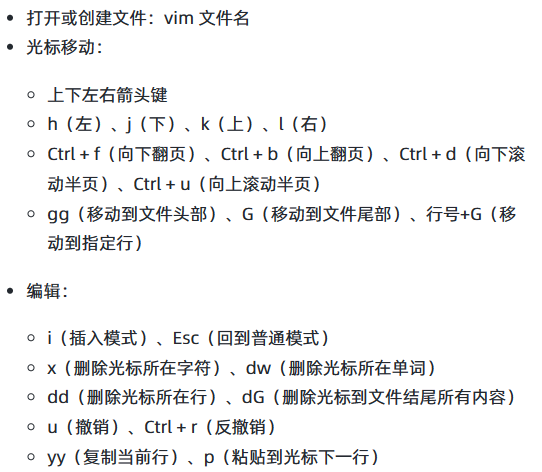 打开或创建文件：vim 文件名
光标移动：
上下左右箭头键
h（左）、j（下）、k（上）、l（右）
Ctrl + f（向下翻页）、Ctrl + b（向上翻页）、Ctrl + d（向下滚
动半页）、Ctrl + u（向上滚动半页）
gg（移动到文件头部）、G（移动到文件尾部）、行号+G（移
动到指定行）
编辑：
i（插入模式）、Esc（回到普通模式）
x（删除光标所在字符）、dw（删除光标所在单词）
dd（删除光标所在行）、dG（删除光标到文件结尾所有内容）
u（撤销）、Ctrl + r（反撤销）
yy（复制当前行）、p（粘贴到光标下一行）